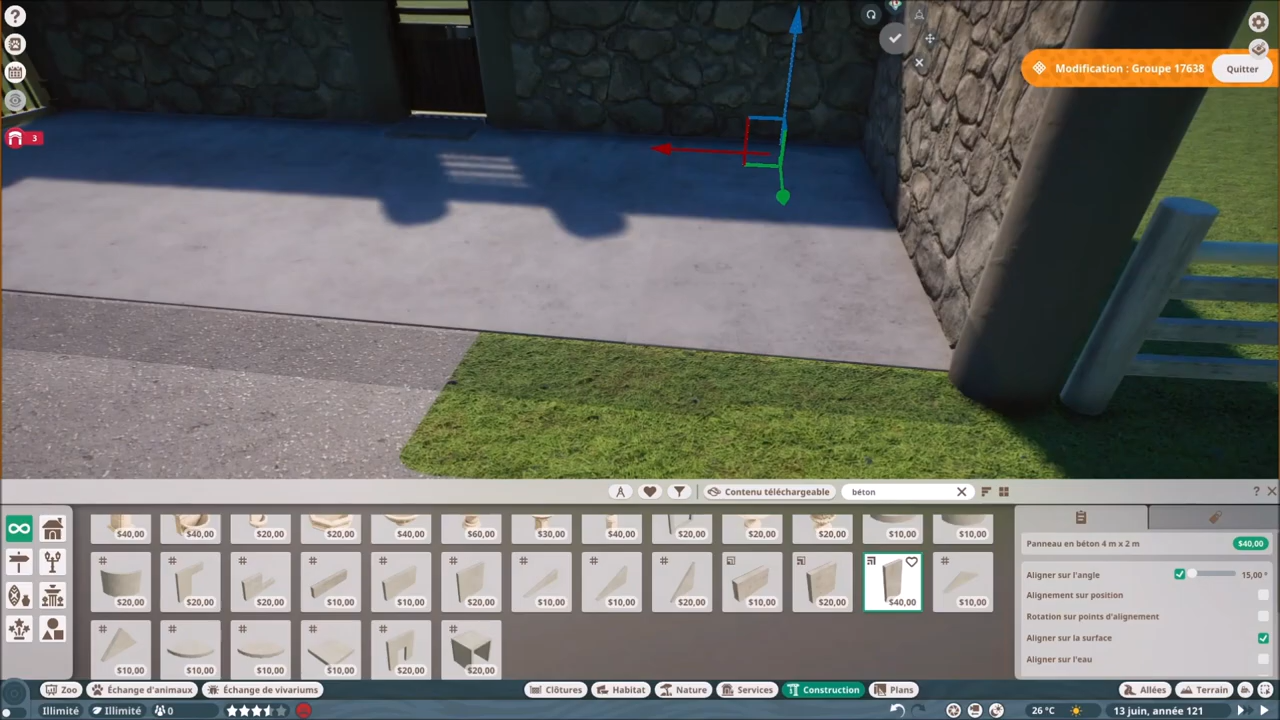 Modification : Groupe 17638
Quitter
3
Contenu téléchargeable
béton
$40,00 $40,00 $20,00 $20,00 $40,00 $60,00 $30,00 $40,00 $20,00 $20,00 $20,00 $10,00 $10,00
Panneau en béton 4 m x 2 m
$40,00
$20,00 $20,00 $20,00 $10,00 $10,00 $20,00 $10,00 $10,00 $20,00 $10,00 $20,00 $40,00 $10,00
Aligner sur l'angle
15,00 °
Alignement sur position
Rotation sur points d'alignement
Aligner sur la surface
Aligner sur l'eau
$10,00 $10,00 $10,00 $10,00 $20,00 $20,00
Zoo
Échange d'animaux
Échange de vivariums
Clôtures
Habitat
Nature
Services
Construction
Plans
Allées
Terrain
Illimité
Illimité
0
26 °C
13 juin, année 121